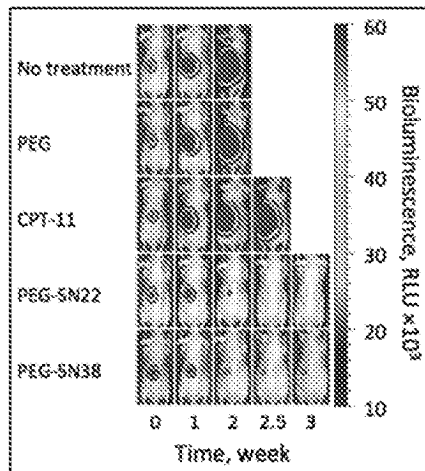 No treatment
PEG
CPT-11
PEG-SN22
PEG-SN38
0 1 2 2.5 3
Time, week
60
50
40
30
20
10
Bioluminescence, RLU ×10³